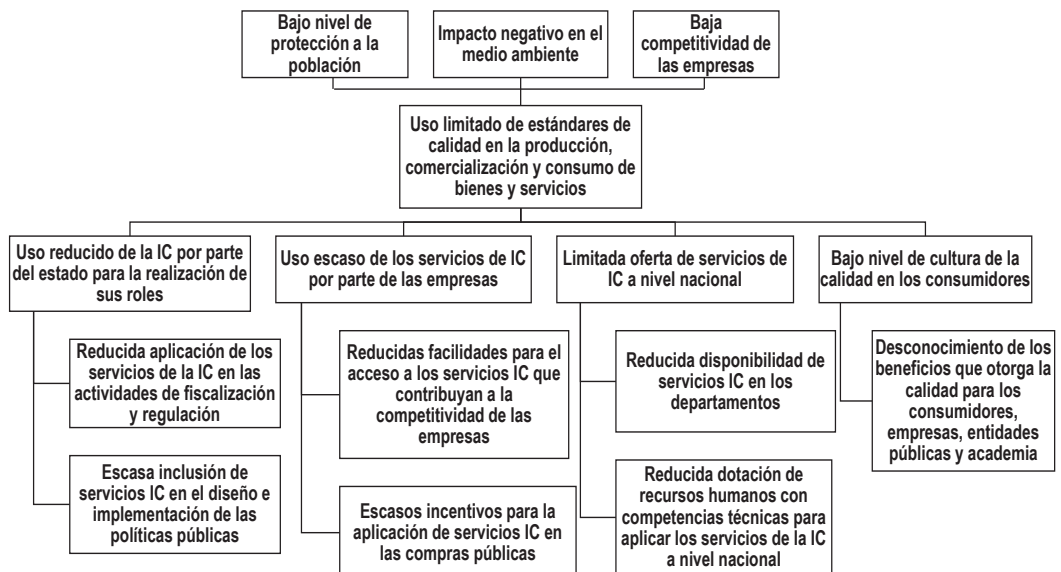 Bajo nivel de
protección a la
población
Impacto negativo en el
medio ambiente
Baja
competitividad de
las empresas
Uso limitado de estándares de
calidad en la producción,
comercialización y consumo de
bienes y servicios
Uso reducido de la IC por parte
del estado para la realización de
sus roles
Uso escaso de los servicios de IC
por parte de las empresas
Limitada oferta de servicios de
IC a nivel nacional
Bajo nivel de cultura de la
calidad en los consumidores
Reducida aplicación de los
servicios de la IC en las
actividades de fiscalización
y regulación
Reducidas facilidades para el
acceso a los servicios IC que
contribuyan a la
competitividad de las
empresas
Reducida disponibilidad de
servicios IC en los
departamentos
Desconocimiento de los
beneficios que otorga la
calidad para los
consumidores,
empresas, entidades
públicas y academia
Escasa inclusión de
servicios IC en el diseño e
implementación de las
políticas públicas
Escasos incentivos para la
aplicación de servicios IC en
las compras públicas
Reducida dotación de
recursos humanos con
competencias técnicas para
aplicar los servicios de la IC
a nivel nacional